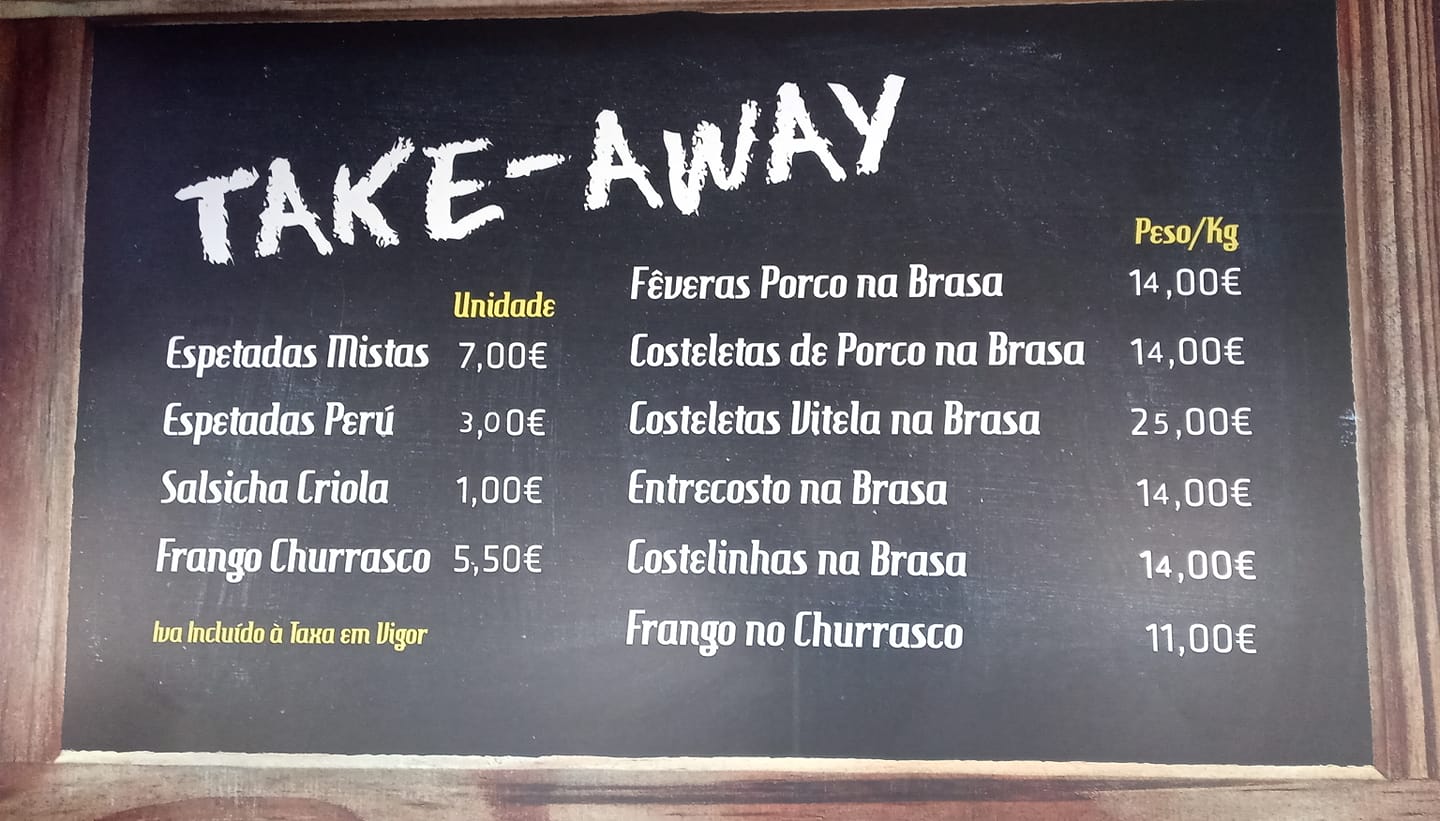 TAKE-AWAY
Unidade
Espetadas Mistas 7,00€
Espetadas Perú 3,00€
Salsicha Criola 1,00€
Frango Churrasco 5,50€
Iva Incluído à Taxa em Vigor
Peso/Kg
Fêveras Porco na Brasa 14,00€
Costeletas de Porco na Brasa 14,00€
Costeletas Vitela na Brasa 25,00€
Entrecosto na Brasa 14,00€
Costelinhas na Brasa 14,00€
Frango no Churrasco 11,00€